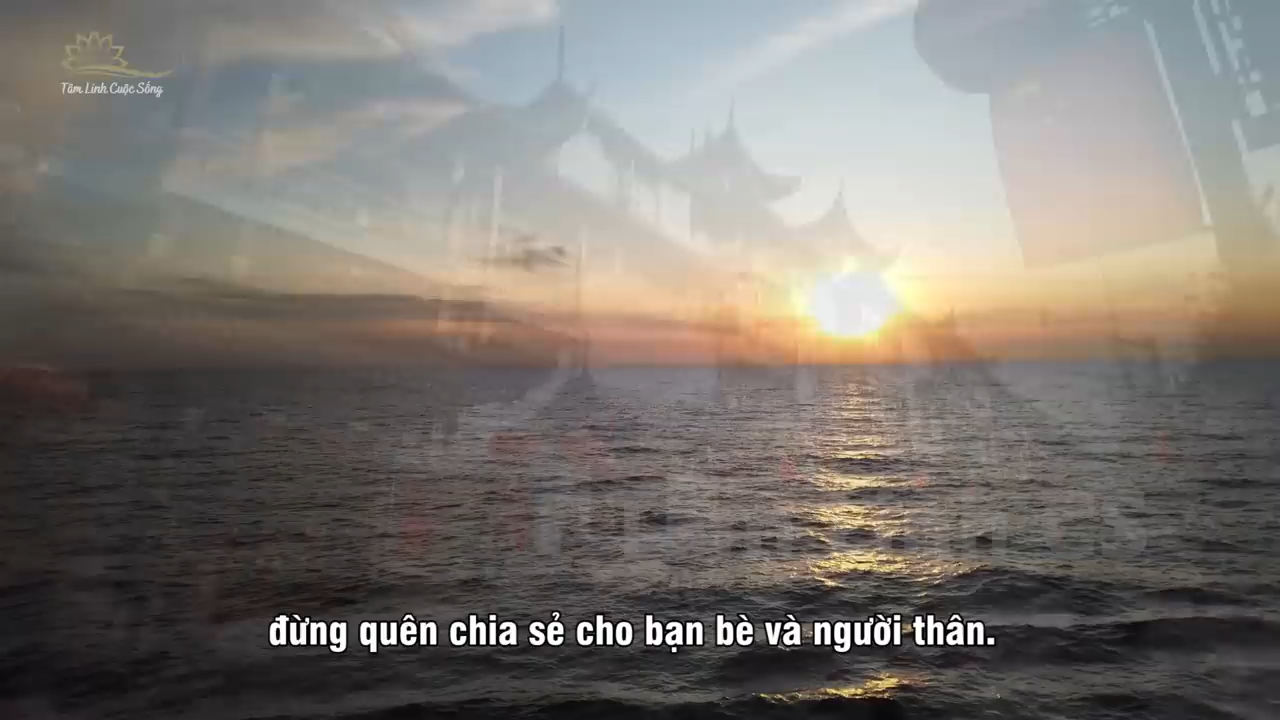 Tâm Linh Cuộc Sống
đừng quên chia sẻ cho bạn bè và người thân.